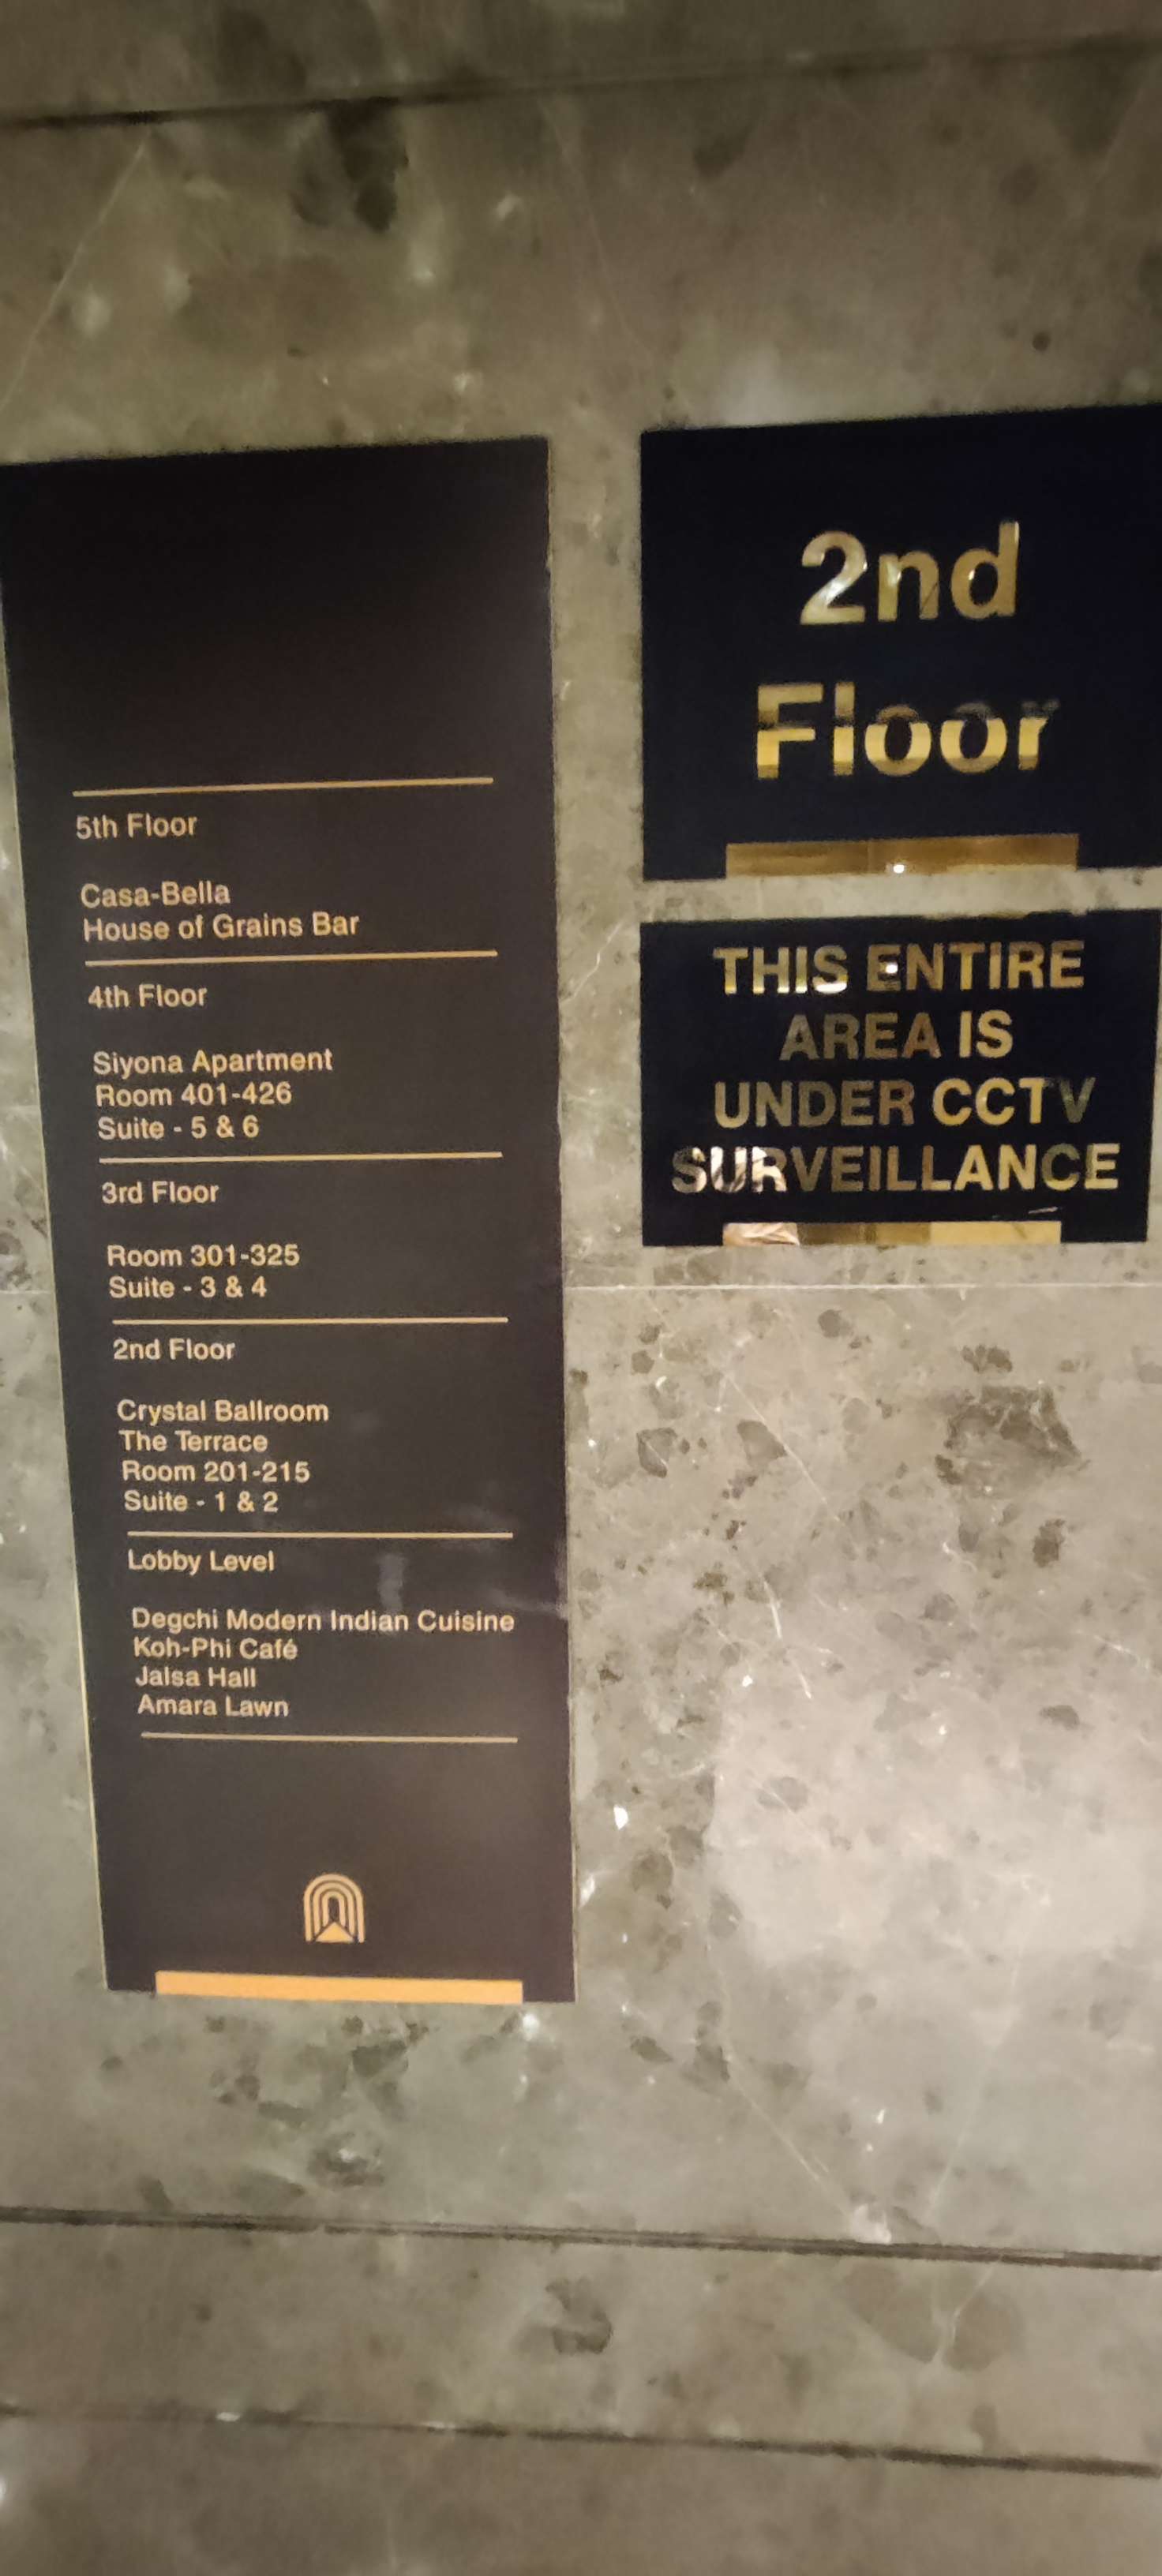 5th Floor
Casa-Bella
House of Grains Bar
4th Floor
Siyona Apartment
Room 401-426
Suite - 5 & 6
3rd Floor
Room 301-325
Suite - 3 & 4
2nd Floor
Crystal Ballroom
The Terrace
Room 201-215
Suite - 1 & 2
Lobby Level
Degchi Modern Indian Cuisine
Koh-Phi Café
Jalsa Hall
Amara Lawn
2nd
Floor
THIS ENTIRE
AREA IS
UNDER CCTV
SURVEILLANCE